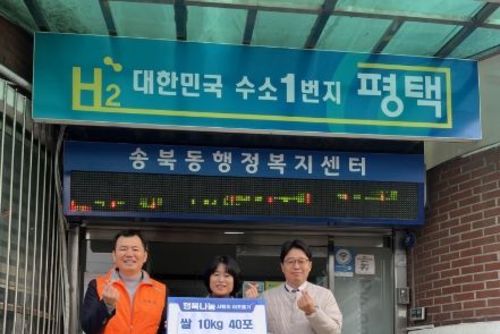 H2 대한민국 수소1번지 평택
송북동행정복지센터
행복나눔
쌀 10kg 40포